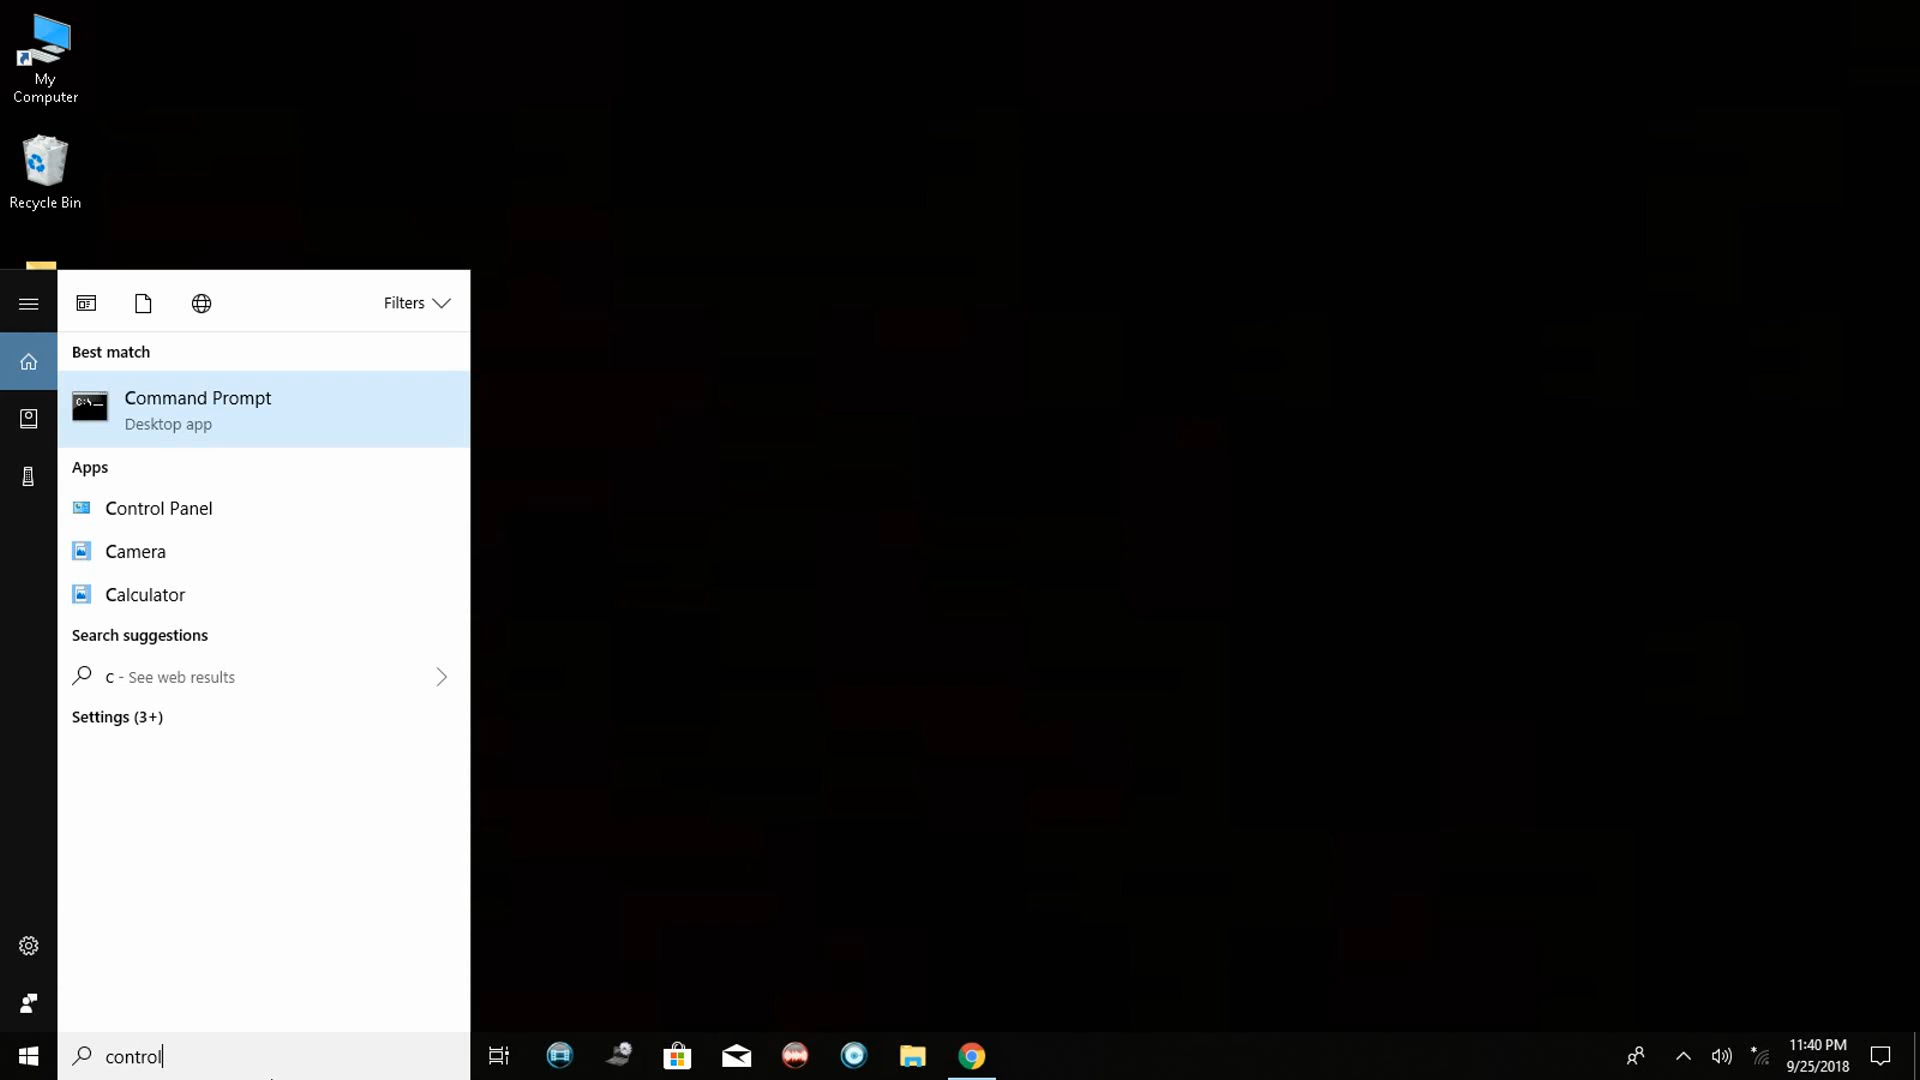 My
Computer
Recycle Bin
Filters
Best match
C:\_
Command Prompt
Desktop app
Apps
Control Panel
Camera
Calculator
Search suggestions
c - See web results
Settings (3+)
control
11:40 PM
9/25/2018